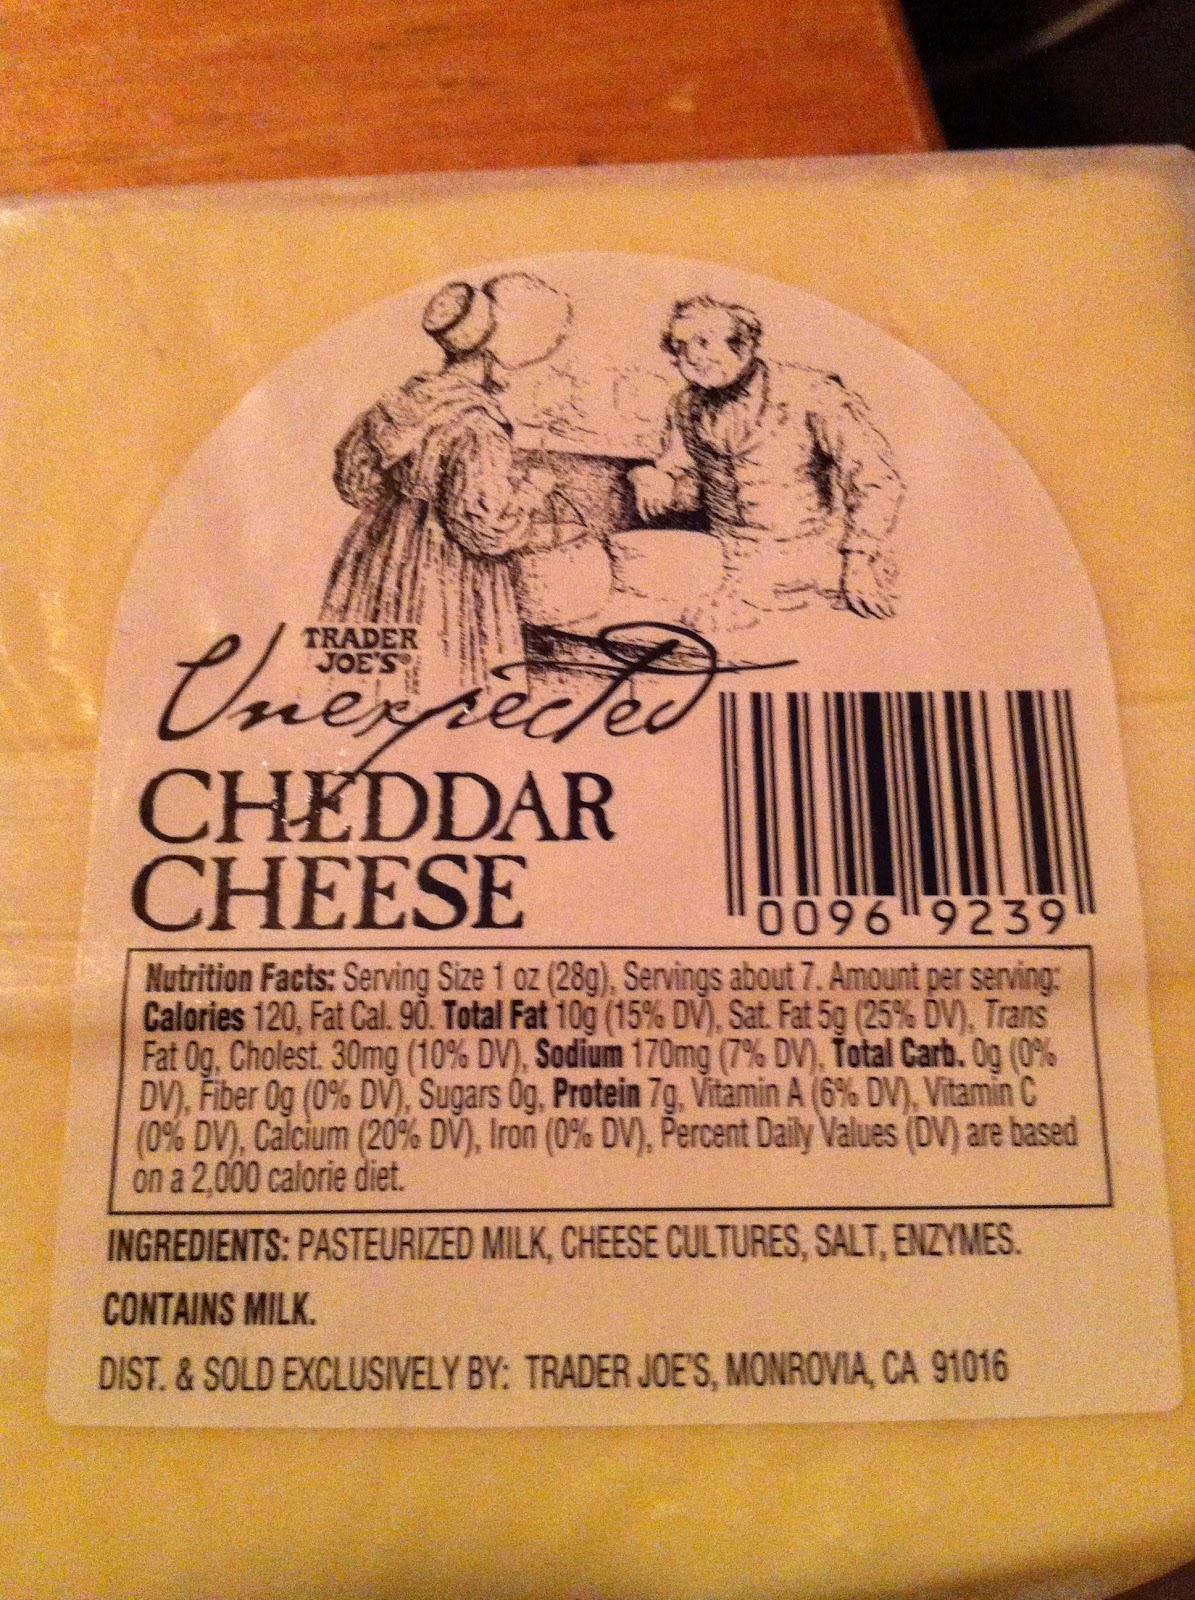 TRADER
JOE'S®
Unexpected
CHEDDAR
CHEESE
0096 9239
Nutrition Facts: Serving Size 1 oz (28g), Servings about 7. Amount per serving:
Calories 120, Fat Cal. 90. Total Fat 10g (15% DV), Sat. Fat 5g (25% DV), Trans
Fat 0g, Cholest. 30mg (10% DV), Sodium 170mg (7% DV), Total Carb. 0g (0%
DV), Fiber 0g (0% DV), Sugars 0g, Protein 7g, Vitamin A (6% DV), Vitamin C
(0% DV), Calcium (20% DV), Iron (0% DV), Percent Daily Values (DV) are based
on a 2,000 calorie diet.
INGREDIENTS: PASTEURIZED MILK, CHEESE CULTURES, SALT, ENZYMES.
CONTAINS MILK.
DIST. & SOLD EXCLUSIVELY BY: TRADER JOE'S, MONROVIA, CA 91016